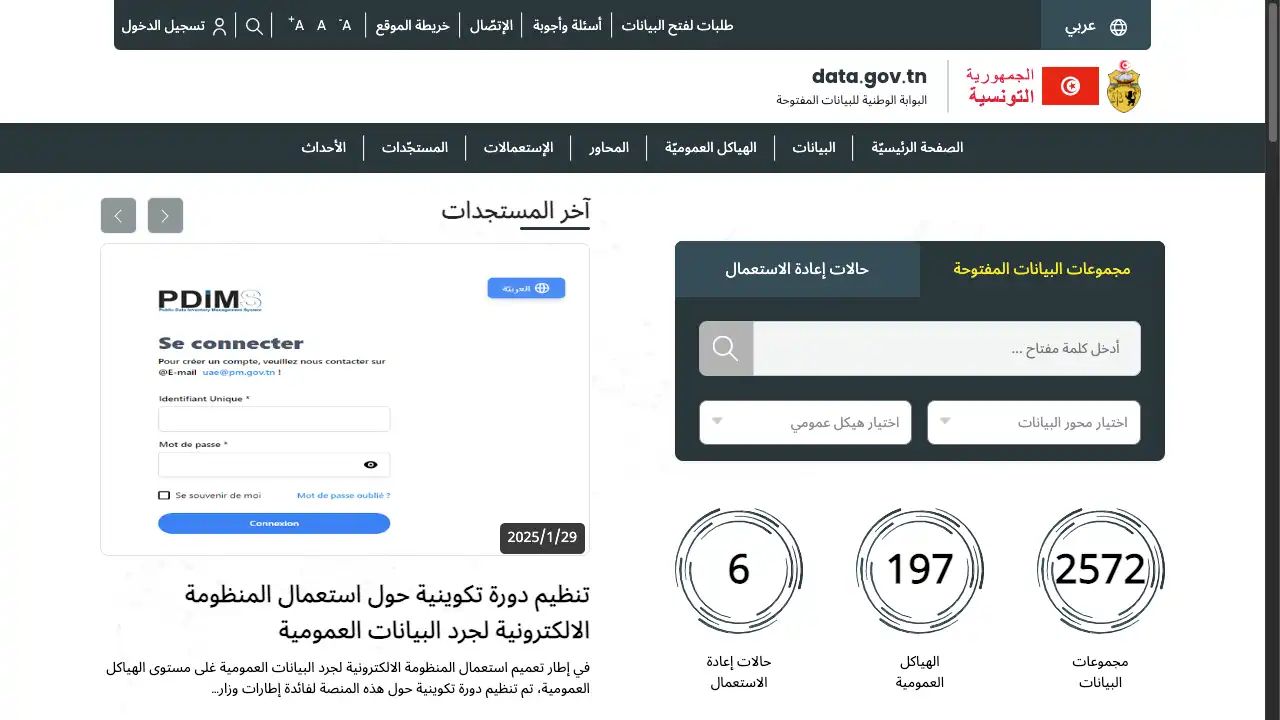 عربي
طلبات لفتح البيانات
أسئلة وأجوبة
الإتصّال
خريطة الموقع
A-
A
A+
تسجيل الدخول
الجمهورية
التونسية
data.gov.tn
البوابة الوطنية للبيانات المفتوحة
الصفحة الرئيسيّة
البيانات
الهياكل العموميّة
المحاور
الإستعمالات
المستجدّات
الأحداث
مجموعات البيانات المفتوحة
حالات إعادة الاستعمال
أدخل كلمة مفتاح ...
اختيار محور البيانات
اختيار هيكل عمومي
2572
مجموعات
البيانات
197
الهياكل
العمومية
6
حالات إعادة
الاستعمال
آخر المستجدات
العربيّة
PDIMS
Public Data Inventory Management System
Se connecter
Pour créer un compte, veuillez nous contacter sur
@E-mail uae@pm.gov.tn !
Identifiant Unique *
Mot de passe *
Se souvenir de moi
Mot de passe oublié ?
Connexion
2025/1/29
تنظيم دورة تكوينية حول استعمال المنظومة
الالكترونية لجرد البيانات العمومية
في إطار تعميم استعمال المنظومة الالكترونية لجرد البيانات العمومية غلى مستوى الهياكل
العمومية، تم تنظيم دورة تكوينية حول هذه المنصة لفائدة إطارات وزار...